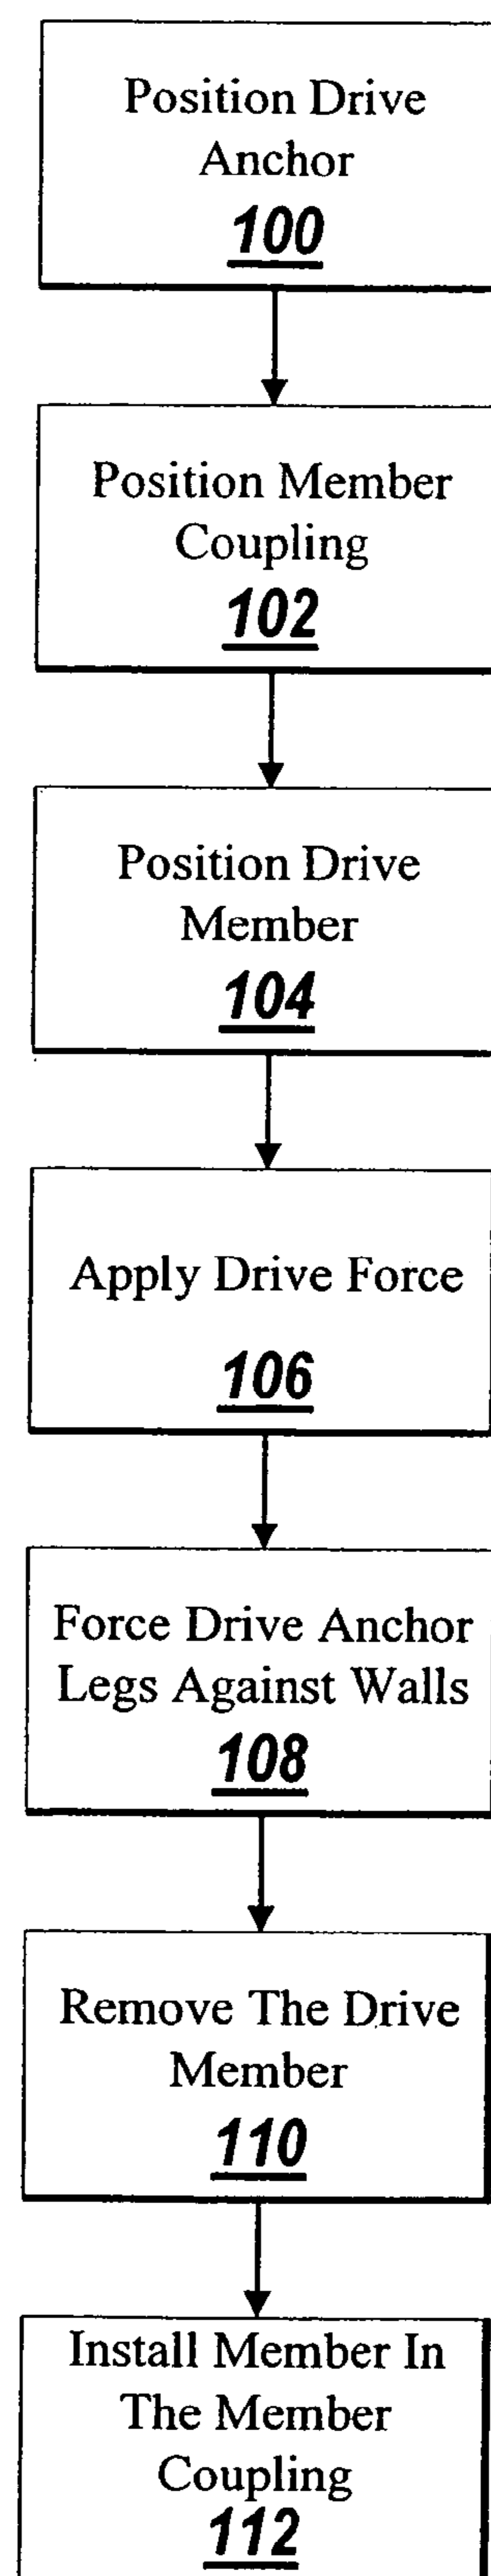 Position Drive
Anchor
100
Position Member
Coupling
102
Position Drive
Member
104
Apply Drive Force
106
Force Drive Anchor
Legs Against Walls
108
Remove The Drive
Member
110
Install Member In
The Member
Coupling
112